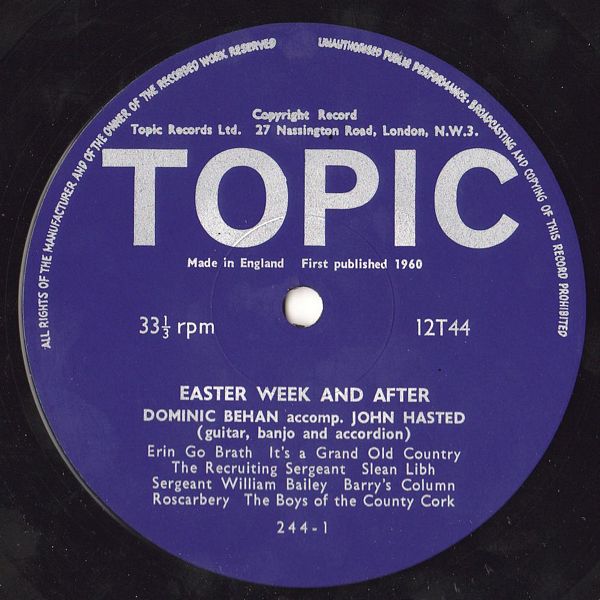 ALL RIGHTS OF THE MANUFACTURER AND OF THE OWNER OF THE RECORDED WORK RESERVED
UNAUTHORISED PUBLIC PERFORMANCE · BROADCASTING AND COPYING OF THIS RECORD PROHIBITED
Copyright Record
Topic Records Ltd. 27 Nassington Road, London, N.W.3.
TOPIC
Made in England First published 1960
33⅓ rpm 12T44
EASTER WEEK AND AFTER
DOMINIC BEHAN accomp. JOHN HASTED
(guitar, banjo and accordion)
Erin Go Brath It's a Grand Old Country
The Recruiting Sergeant Slean Libh
Sergeant William Bailey Barry's Column
Roscarbery The Boys of the County Cork
244-1